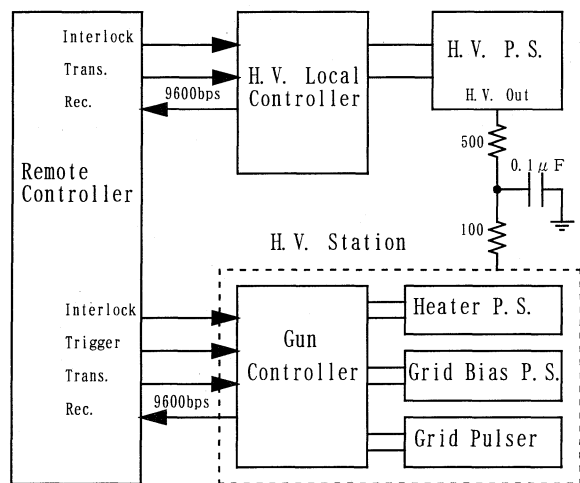 Interlock
Trans.
Rec.
9600bps
H.V. Local
Controller
H.V. P.S.
H.V. Out
500
0.1μF
100
Remote
Controller
H.V. Station
Interlock
Trigger
Trans.
Rec.
9600bps
Gun
Controller
Heater P.S.
Grid Bias P.S.
Grid Pulser